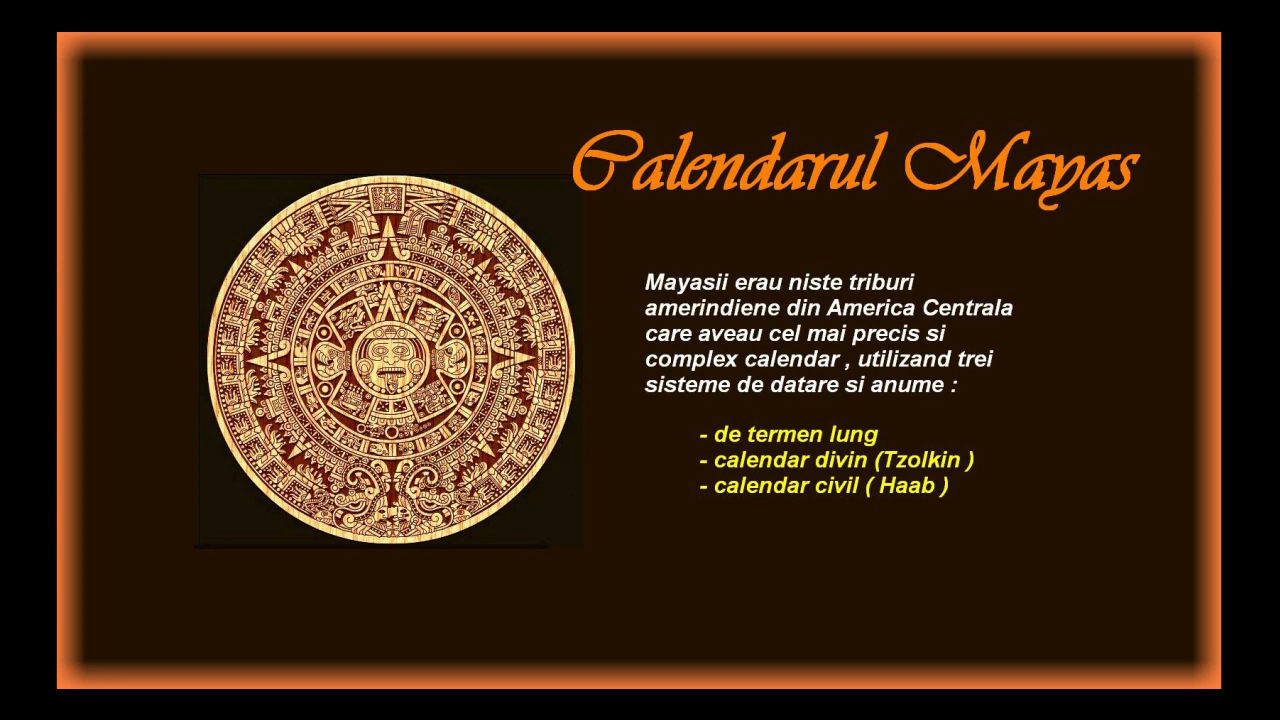 Calendarul Mayas
Mayasii erau niste triburi
amerindiene din America Centrala
care aveau cel mai precis si
complex calendar , utilizand trei
sisteme de datare si anume :
- de termen lung
- calendar divin (Tzolkin )
- calendar civil ( Haab )